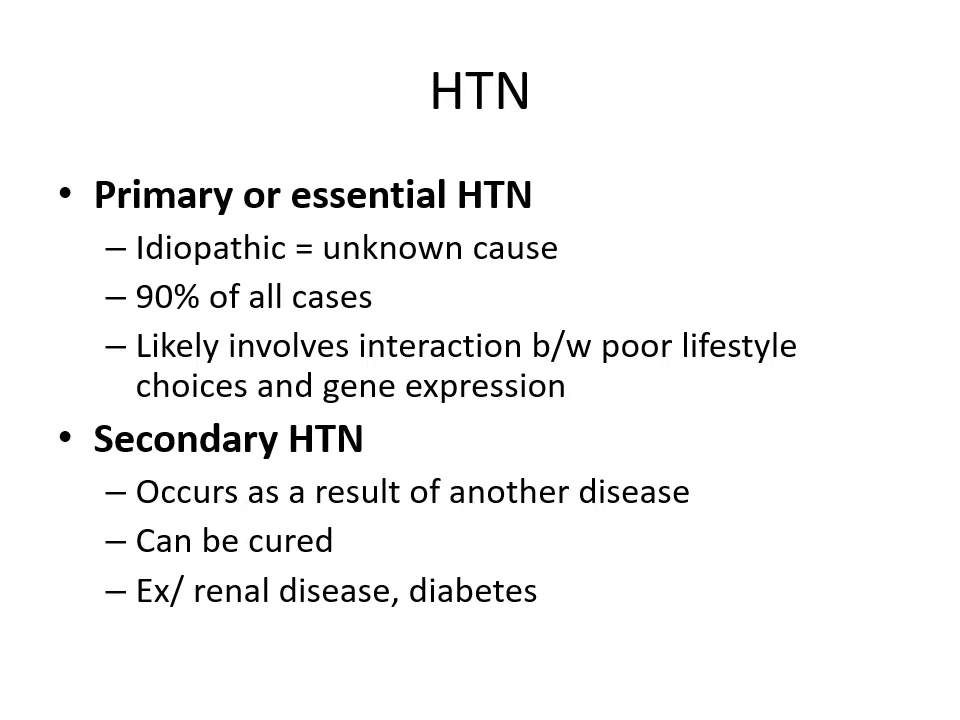 HTN
• Primary or essential HTN
– Idiopathic = unknown cause
– 90% of all cases
– Likely involves interaction b/w poor lifestyle
choices and gene expression
• Secondary HTN
– Occurs as a result of another disease
– Can be cured
– Ex/ renal disease, diabetes